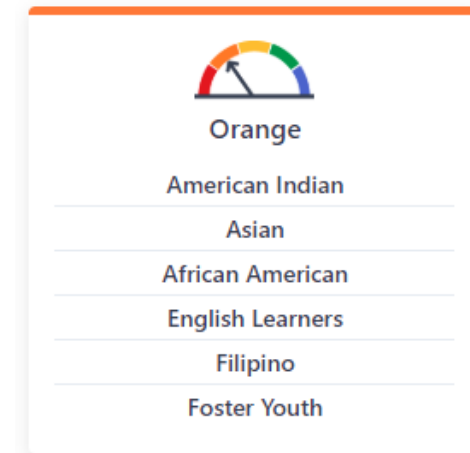 Orange
American Indian
Asian
African American
English Learners
Filipino
Foster Youth